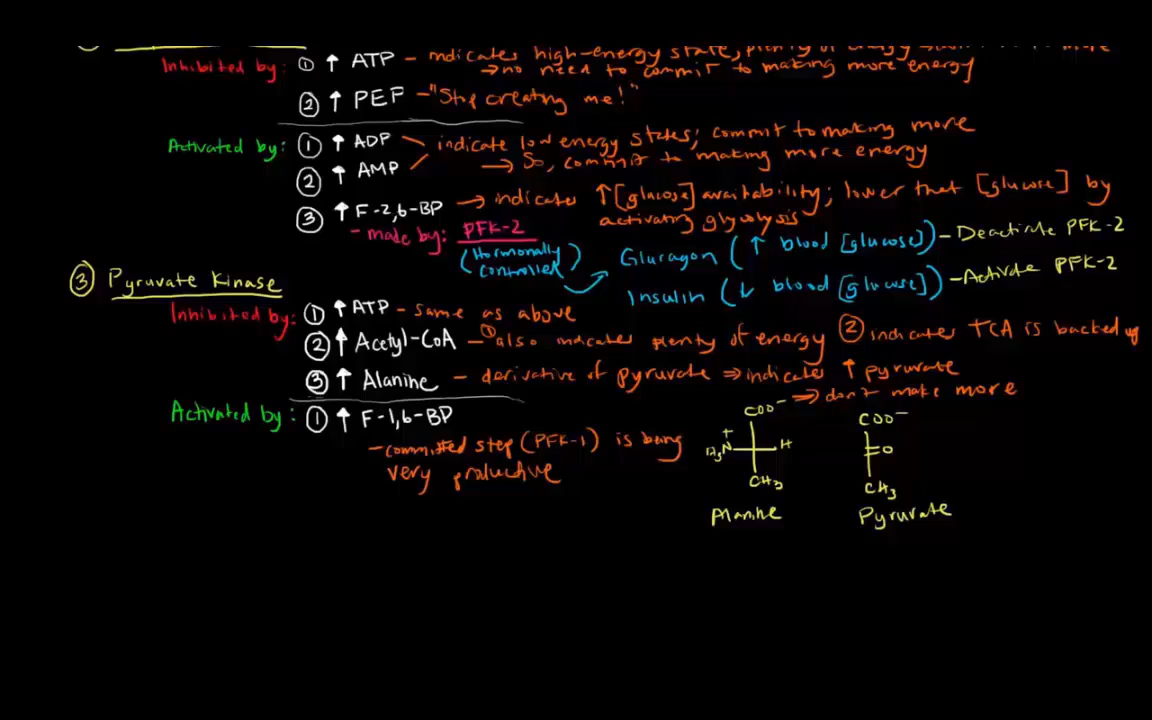 Inhibited by: ① ↑ ATP - indicates high-energy state, plenty of energy
→ no need to commit to making more energy
② ↑ PEF - "Stop creating me!"
Activated by: ① ↑ ADP indicate low energy states; commit to making more
② ↑ AMP → So, commit to making more energy
③ ↑ F-2,6-BP → indicates ↑[glucose] availability; lower that [glucose] by
activating glycolysis
- made by: PFK-2
(Hormonally Controlled)
Glucagon (↑ blood [glucose]) - Deactivate PFK-2
Insulin (↓ blood [glucose]) - Activate PFK-2
③ Pyruvate Kinase
Inhibited by: ① ↑ ATP - same as above
② ↑ Acetyl-CoA - ① also indicates plenty of energy ② indicates TCA is backed up
③ ↑ Alanine - derivative of pyruvate ⇒ indicates ↑ pyruvate
⇒ don't make more
Activated by: ① ↑ F-1,6-BP
- committed step (PFK-1) is being
very productive
COO⁻ COO⁻
+
H₃N H =O
CH₃ CH₃
Alanine Pyruvate